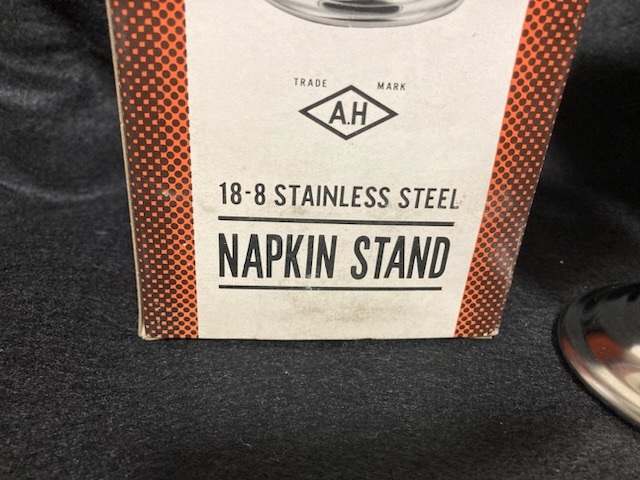 TRADE MARK
A.H
18-8 STAINLESS STEEL
NAPKIN STAND